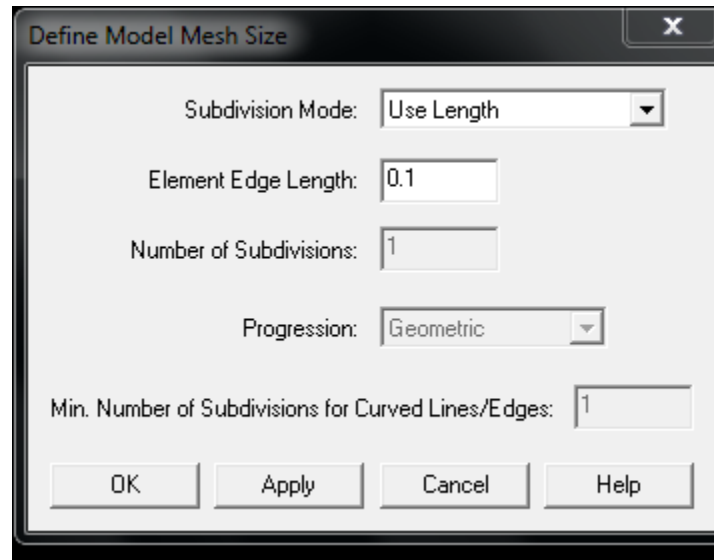 Define Model Mesh Size
x
Subdivision Mode: Use Length
Element Edge Length: 0.1
Number of Subdivisions: 1
Progression: Geometric
Min. Number of Subdivisions for Curved Lines/Edges: 1
OK Apply Cancel Help